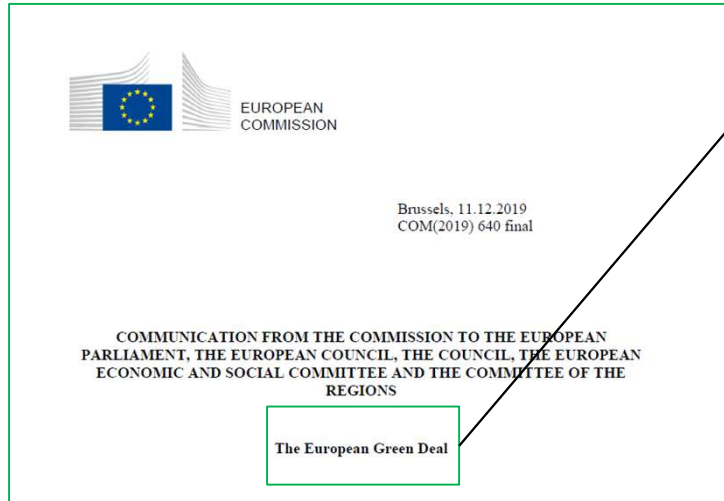 EUROPEAN
COMMISSION
Brussels, 11.12.2019
COM(2019) 640 final
COMMUNICATION FROM THE COMMISSION TO THE EUROPEAN
PARLIAMENT, THE EUROPEAN COUNCIL, THE COUNCIL, THE EUROPEAN
ECONOMIC AND SOCIAL COMMITTEE AND THE COMMITTEE OF THE
REGIONS
The European Green Deal